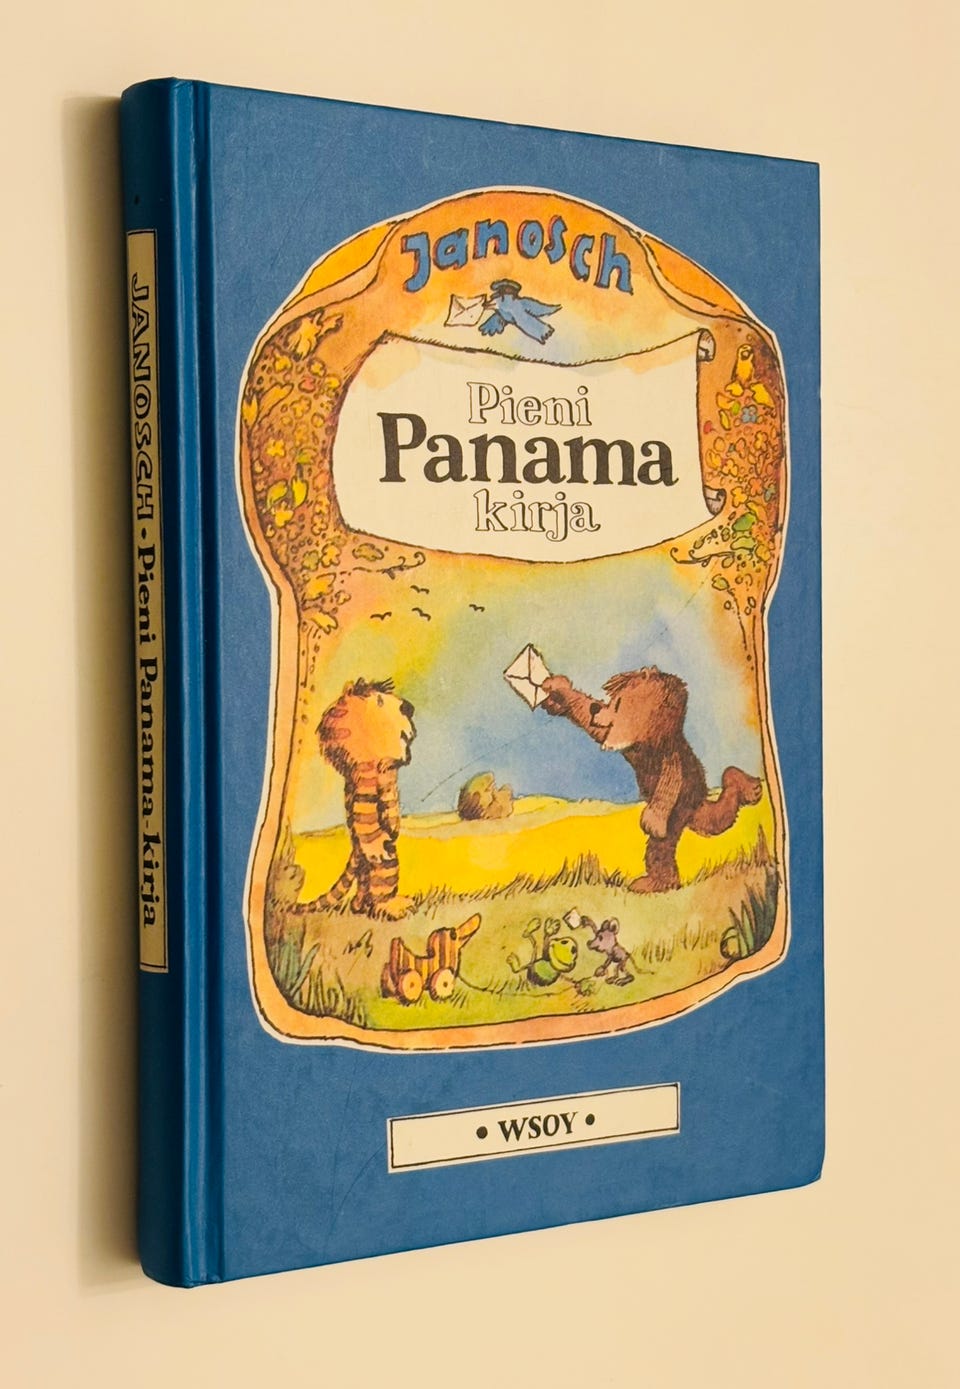 JANOSCH • Pieni Panama-kirja
Janosch
Pieni
Panama
kirja
• WSOY •